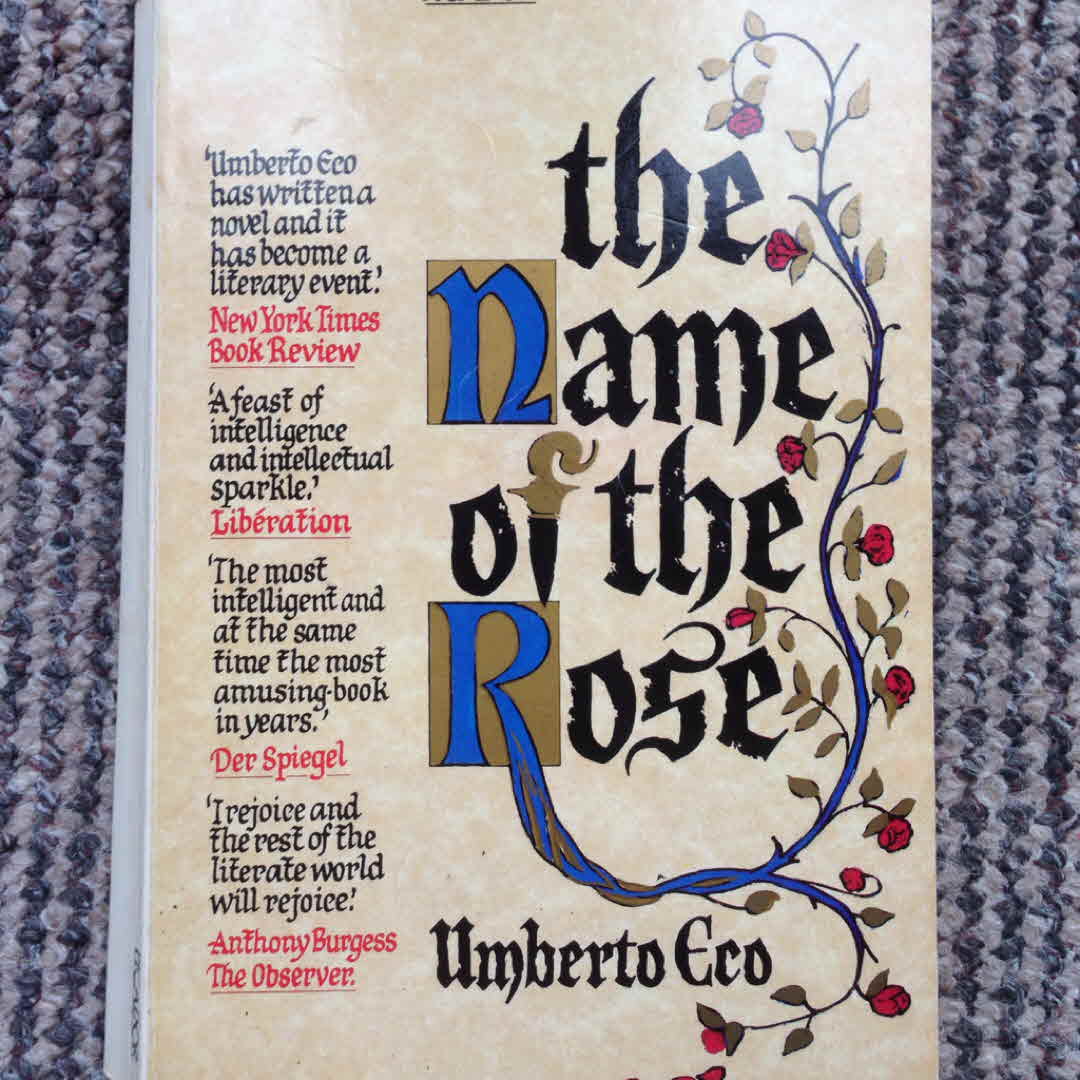 'Umberto Eco
has written a
novel and it
has become a
literary event.'
New York Times
Book Review
'A feast of
intelligence
and intellectual
sparkle.'
Libération
'The most
intelligent and
at the same
time the most
amusing book
in years.'
Der Spiegel
'I rejoice and
the rest of the
literate world
will rejoice.'
Anthony Burgess
The Observer.
the
Name
of the
Rose
Umberto Eco
PICADOR